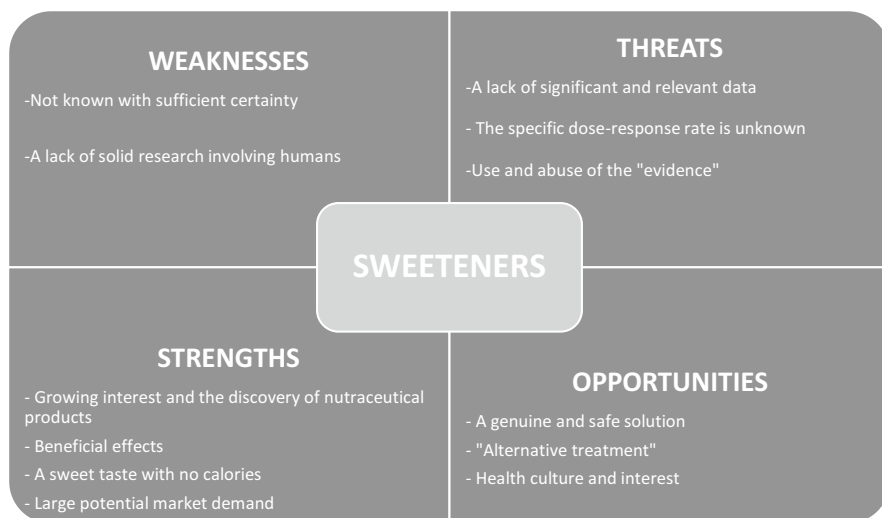 WEAKNESSES
-Not known with sufficient certainty
-A lack of solid research involving humans
THREATS
-A lack of significant and relevant data
- The specific dose-response rate is unknown
-Use and abuse of the "evidence"
SWEETENERS
STRENGTHS
- Growing interest and the discovery of nutraceutical
products
- Beneficial effects
- A sweet taste with no calories
- Large potential market demand
OPPORTUNITIES
- A genuine and safe solution
- "Alternative treatment"
- Health culture and interest